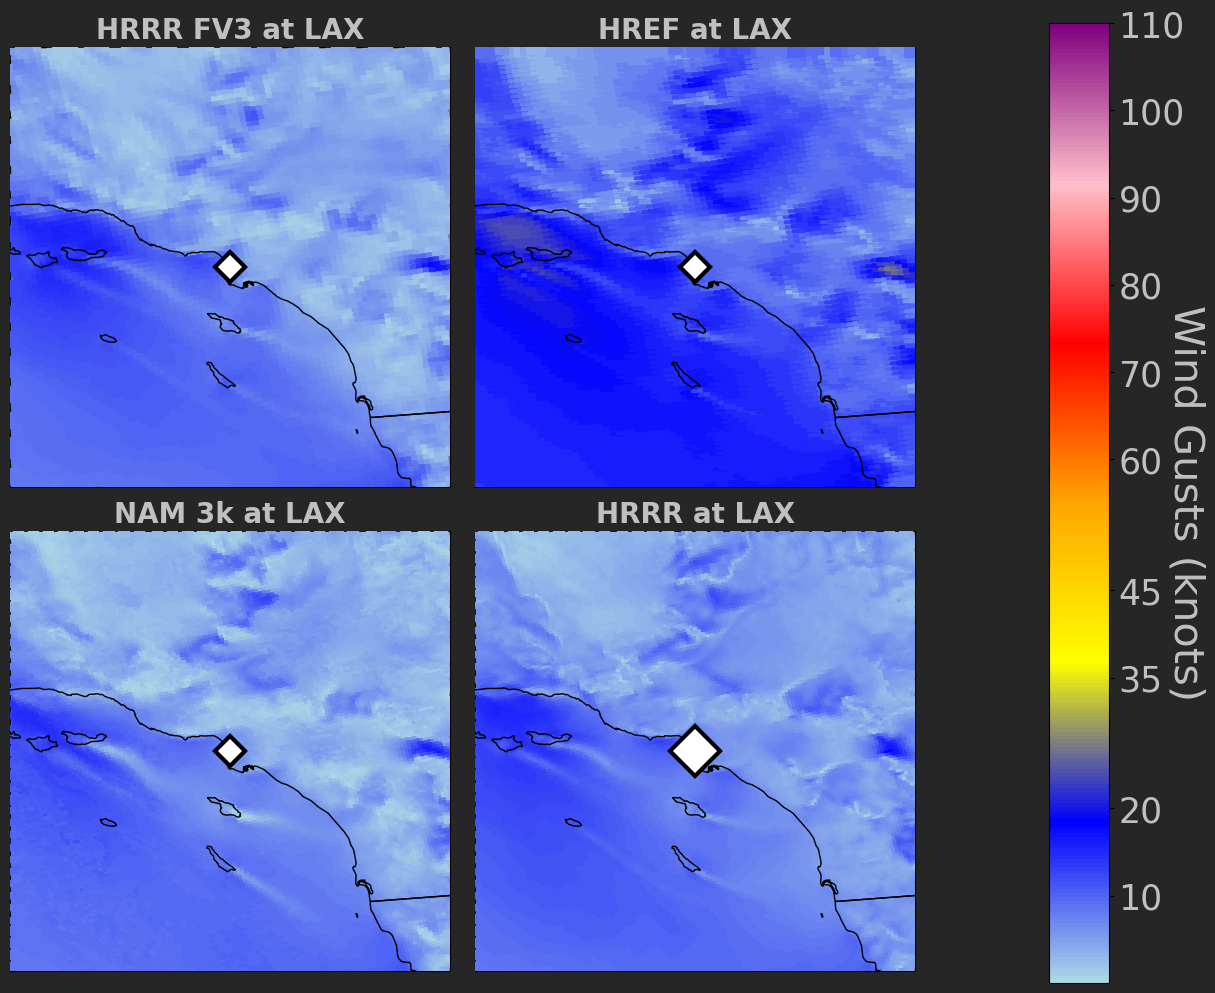 HRRR FV3 at LAX
HREF at LAX
NAM 3k at LAX
HRRR at LAX
110
100
90
80
70
60
45
35
20
10
Wind Gusts (knots)